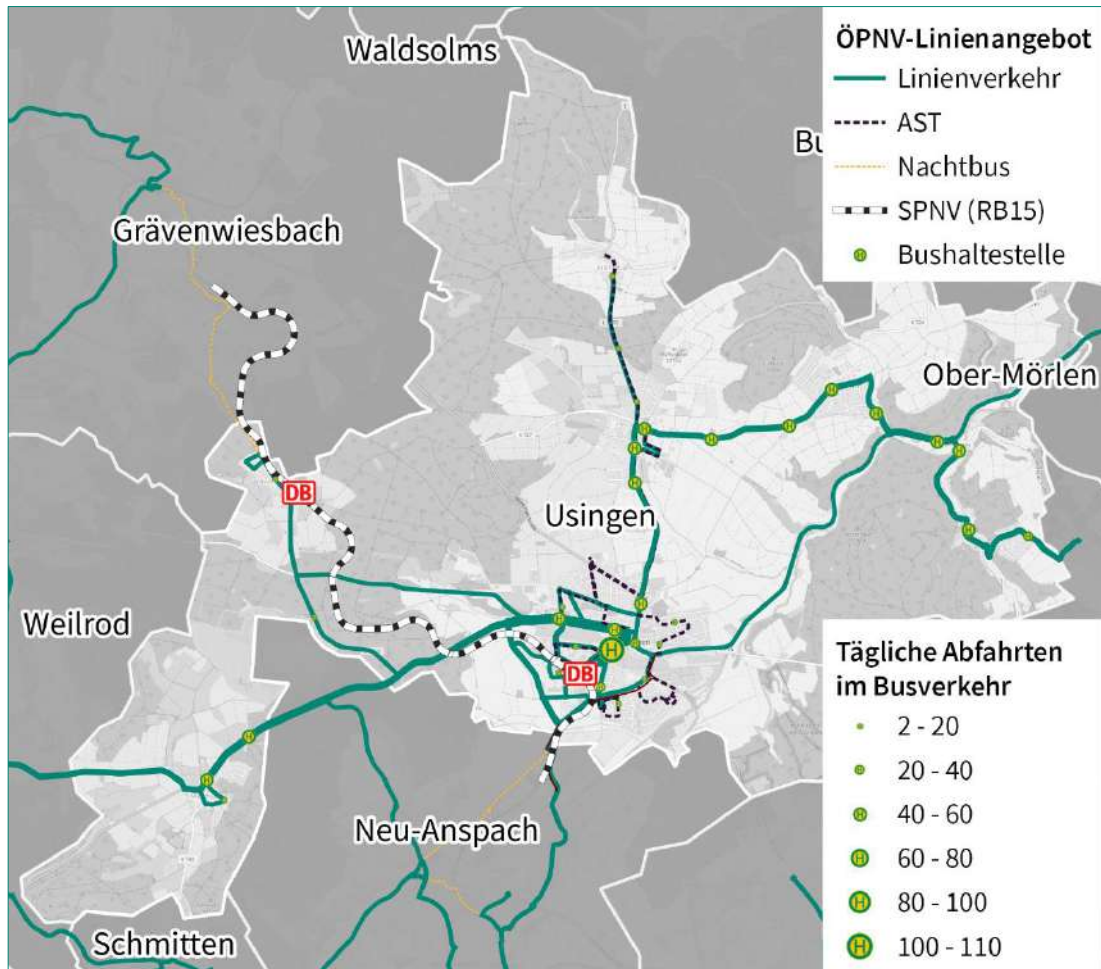 Waldsolms
Bu
Grävenwiesbach
Ober-Mörlen
Usingen
Weilrod
Neu-Anspach
Schmitten
DB
DB
H
ÖPNV-Linienangebot
Linienverkehr
AST
Nachtbus
SPNV (RB15)
Bushaltestelle
Tägliche Abfahrten
im Busverkehr
2 - 20
20 - 40
40 - 60
60 - 80
80 - 100
100 - 110